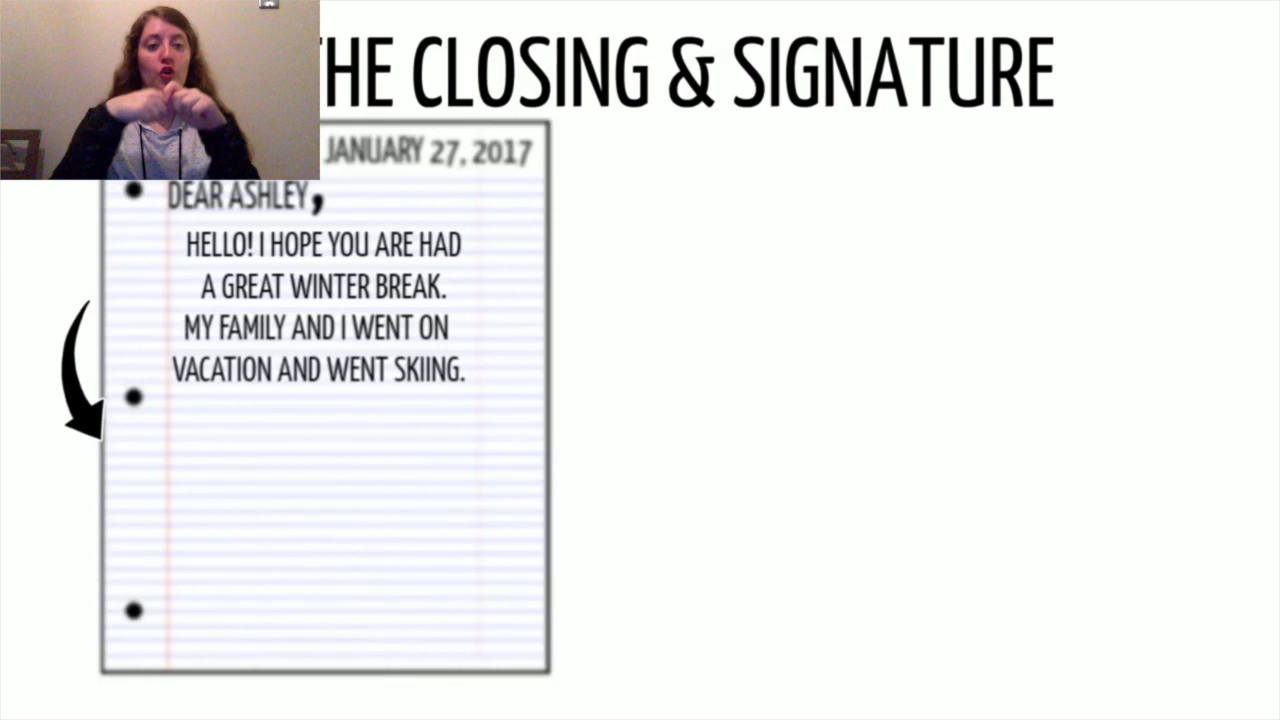 THE CLOSING & SIGNATURE
JANUARY 27, 2017
DEAR ASHLEY,
HELLO! I HOPE YOU ARE HAD
A GREAT WINTER BREAK.
MY FAMILY AND I WENT ON
VACATION AND WENT SKIING.